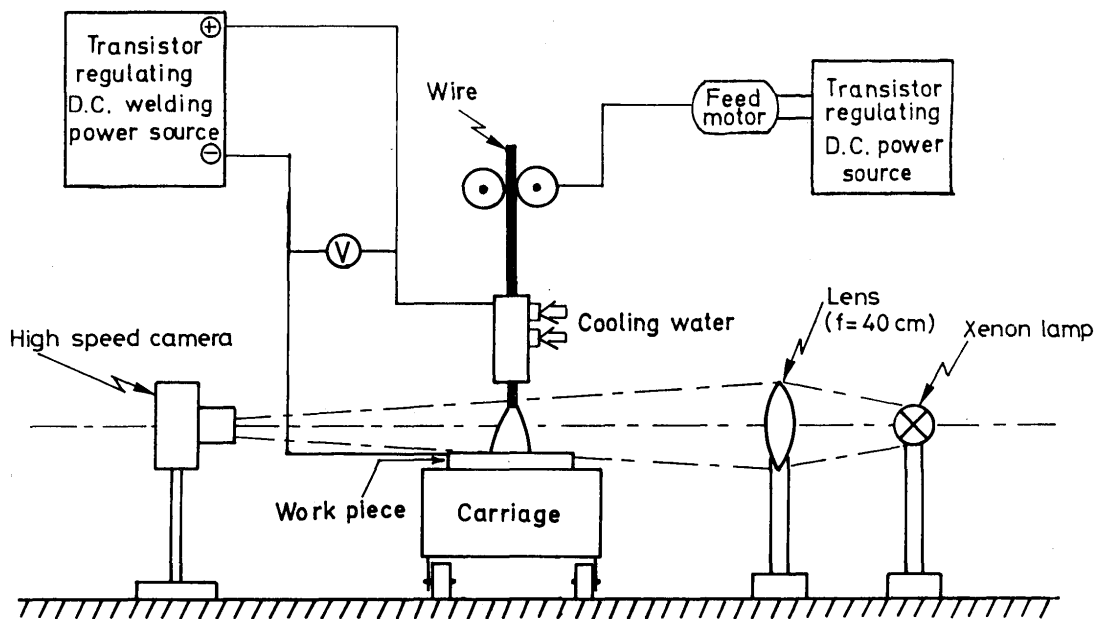 Transistor
regulating
D.C. welding
power source
+
−
Wire
Feed
motor
Transistor
regulating
D.C. power
source
V
Cooling water
Lens
(f=40 cm)
Xenon lamp
High speed camera
Work piece
Carriage